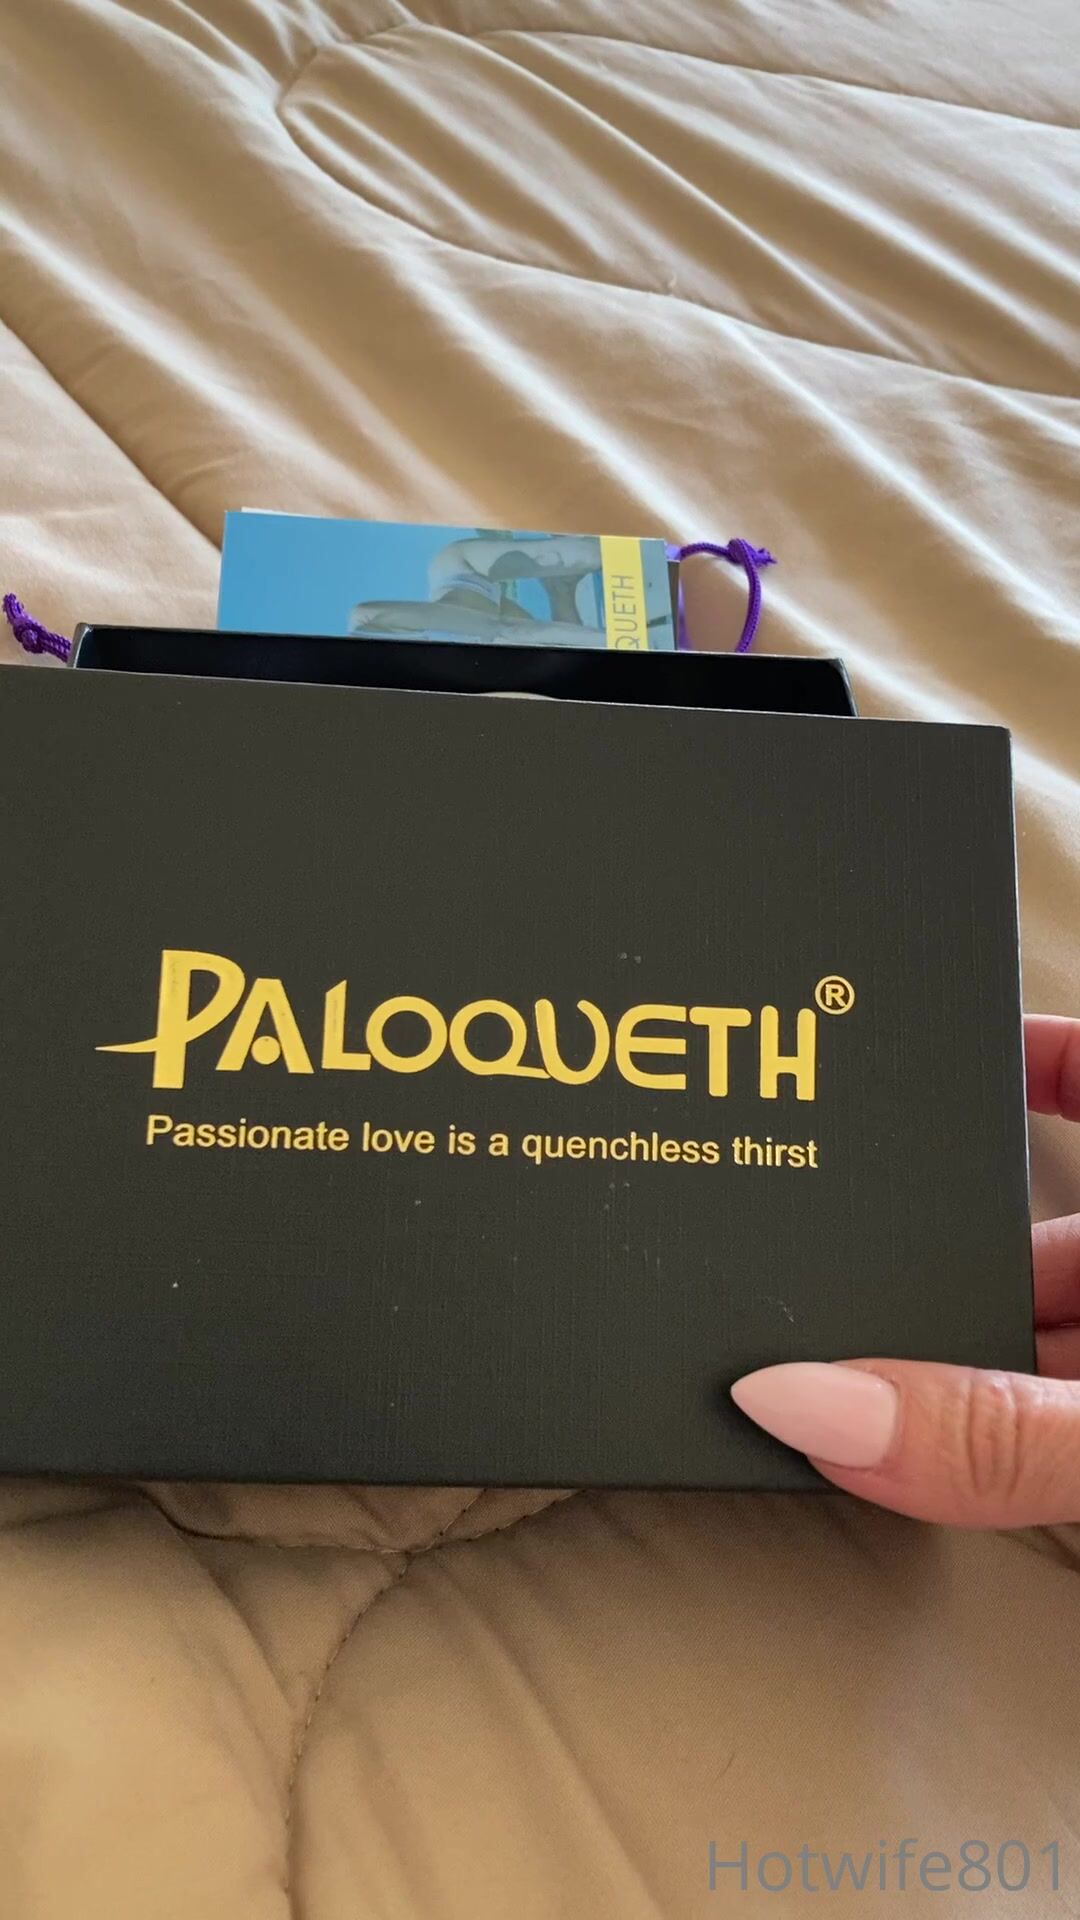 QUETH
PALOQUETH®
Passionate love is a quenchless thirst
Hotwife801